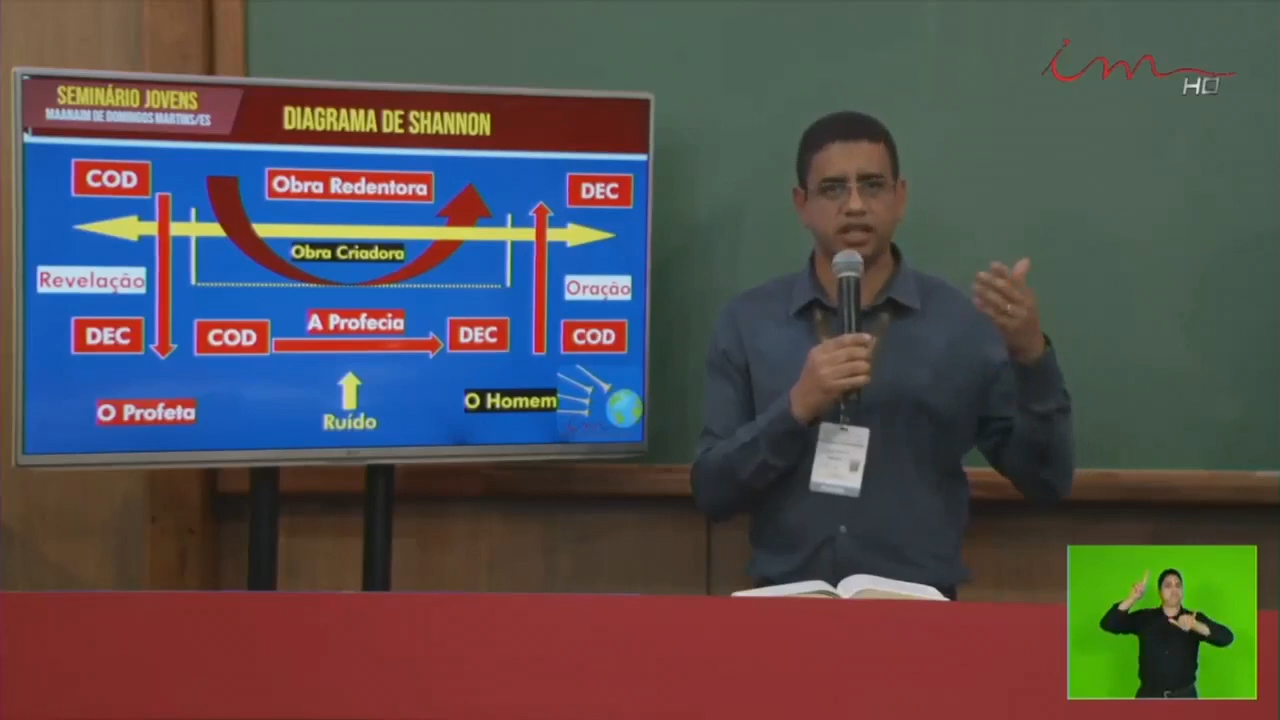 im
HD
SEMINÁRIO JOVENS
MAANAIM DE DOMINGOS MARTINS/ES
DIAGRAMA DE SHANNON
COD
Obra Redentora
DEC
Obra Criadora
Revelação
Oração
DEC
COD
A Profecia
DEC
COD
O Profeta
Ruído
O Homem